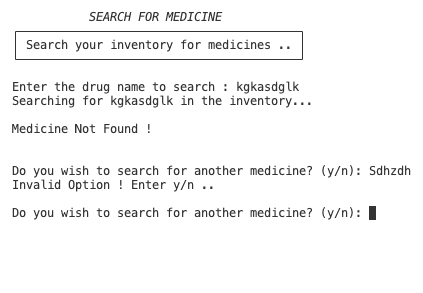 SEARCH FOR MEDICINE
Search your inventory for medicines ..
Enter the drug name to search : kgkasdglk
Searching for kgkasdglk in the inventory...
Medicine Not Found !
Do you wish to search for another medicine? (y/n): Sdhzdh
Invalid Option ! Enter y/n ..
Do you wish to search for another medicine? (y/n):